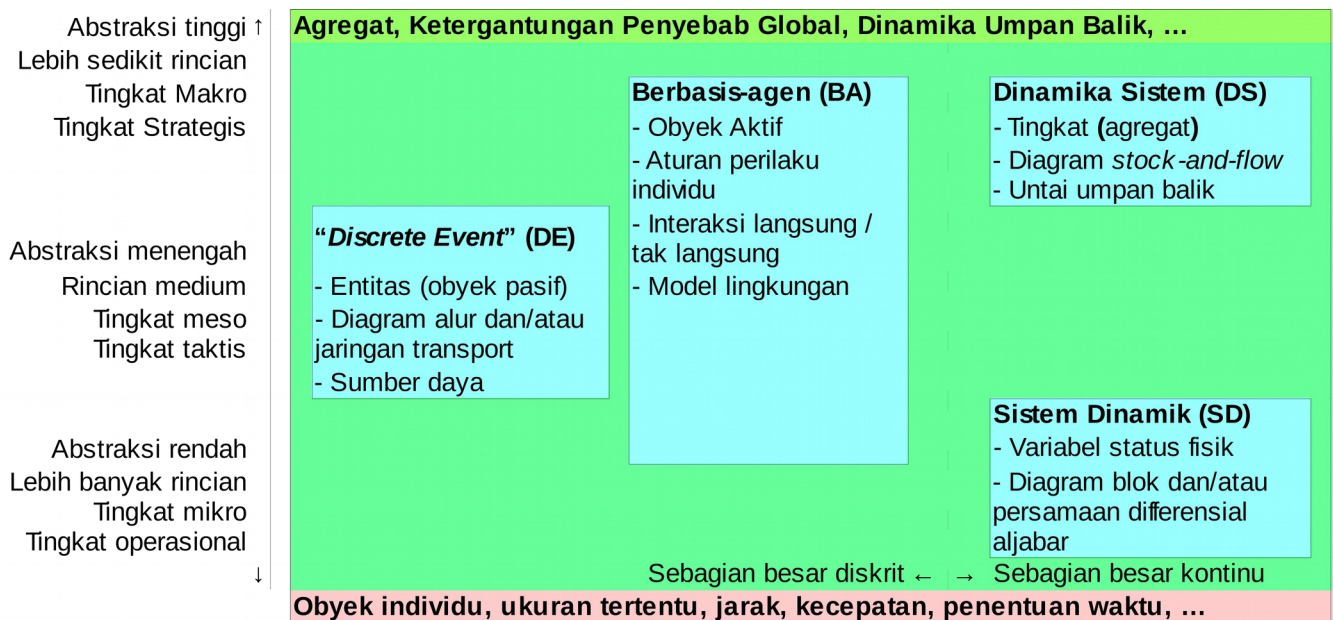 Abstraksi tinggi ↑
Lebih sedikit rincian
Tingkat Makro
Tingkat Strategis
Abstraksi menengah
Rincian medium
Tingkat meso
Tingkat taktis
Abstraksi rendah
Lebih banyak rincian
Tingkat mikro
Tingkat operasional
↓
Agregat, Ketergantungan Penyebab Global, Dinamika Umpan Balik, …
“Discrete Event” (DE)
- Entitas (obyek pasif)
- Diagram alur dan/atau
jaringan transport
- Sumber daya
Berbasis-agen (BA)
- Obyek Aktif
- Aturan perilaku
individu
- Interaksi langsung /
tak langsung
- Model lingkungan
Dinamika Sistem (DS)
- Tingkat (agregat)
- Diagram stock-and-flow
- Untai umpan balik
Sistem Dinamik (SD)
- Variabel status fisik
- Diagram blok dan/atau
persamaan differensial
aljabar
Sebagian besar diskrit ← → Sebagian besar kontinu
Obyek individu, ukuran tertentu, jarak, kecepatan, penentuan waktu, …